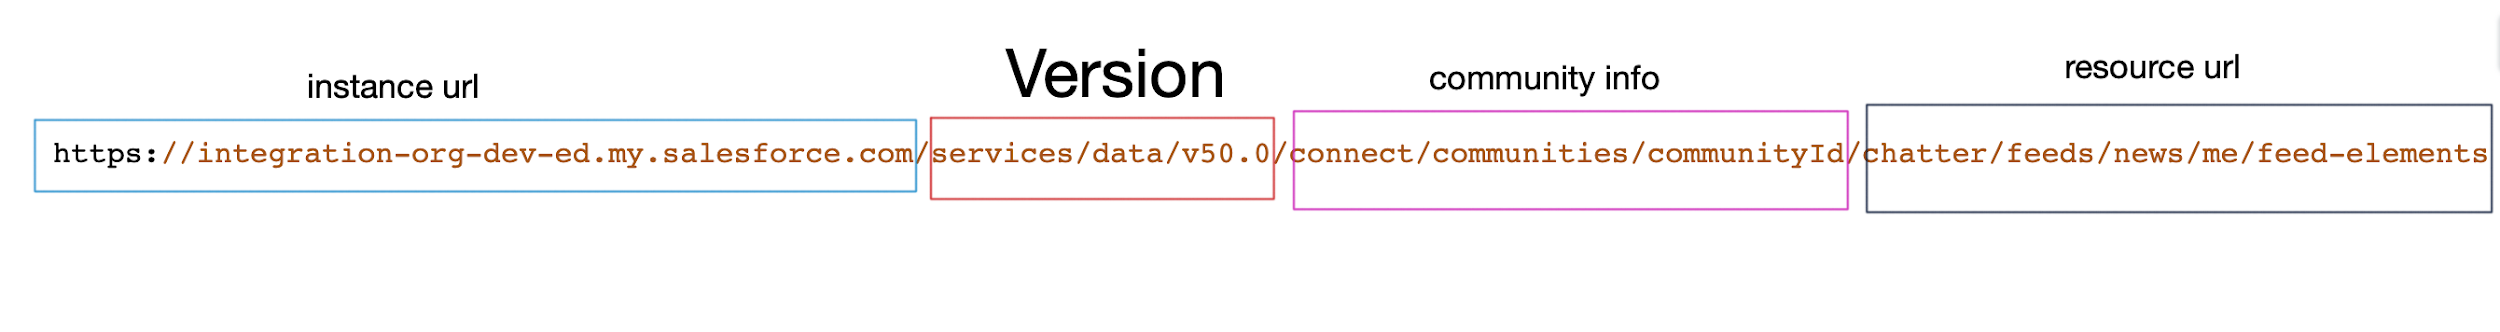 instance url
Version
community info
resource url
https://integration-org-dev-ed.my.salesforce.com/services/data/v50.0/connect/communities/communityId/chatter/feeds/news/me/feed-elements